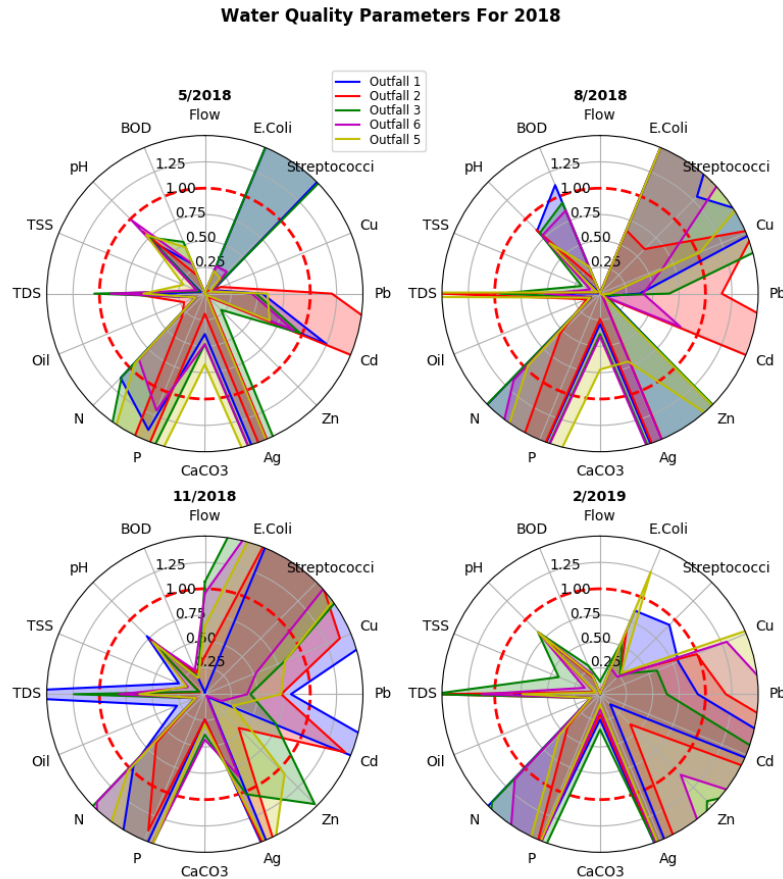 Water Quality Parameters For 2018
Outfall 1
Outfall 2
Outfall 3
Outfall 6
Outfall 5
5/2018
Flow
E.Coli
Streptococci
Cu
Pb
Cd
Zn
Ag
CaCO3
P
N
Oil
TDS
TSS
pH
BOD
0.25
0.50
0.75
1.00
1.25
8/2018
Flow
E.Coli
Streptococci
Cu
Pb
Cd
Zn
Ag
CaCO3
P
N
Oil
TDS
TSS
pH
BOD
0.25
0.50
0.75
1.00
1.25
11/2018
Flow
E.Coli
Streptococci
Cu
Pb
Cd
Zn
Ag
CaCO3
P
N
Oil
TDS
TSS
pH
BOD
0.25
0.50
0.75
1.00
1.25
2/2019
Flow
E.Coli
Streptococci
Cu
Pb
Cd
Zn
Ag
CaCO3
P
N
Oil
TDS
TSS
pH
BOD
0.25
0.50
0.75
1.00
1.25